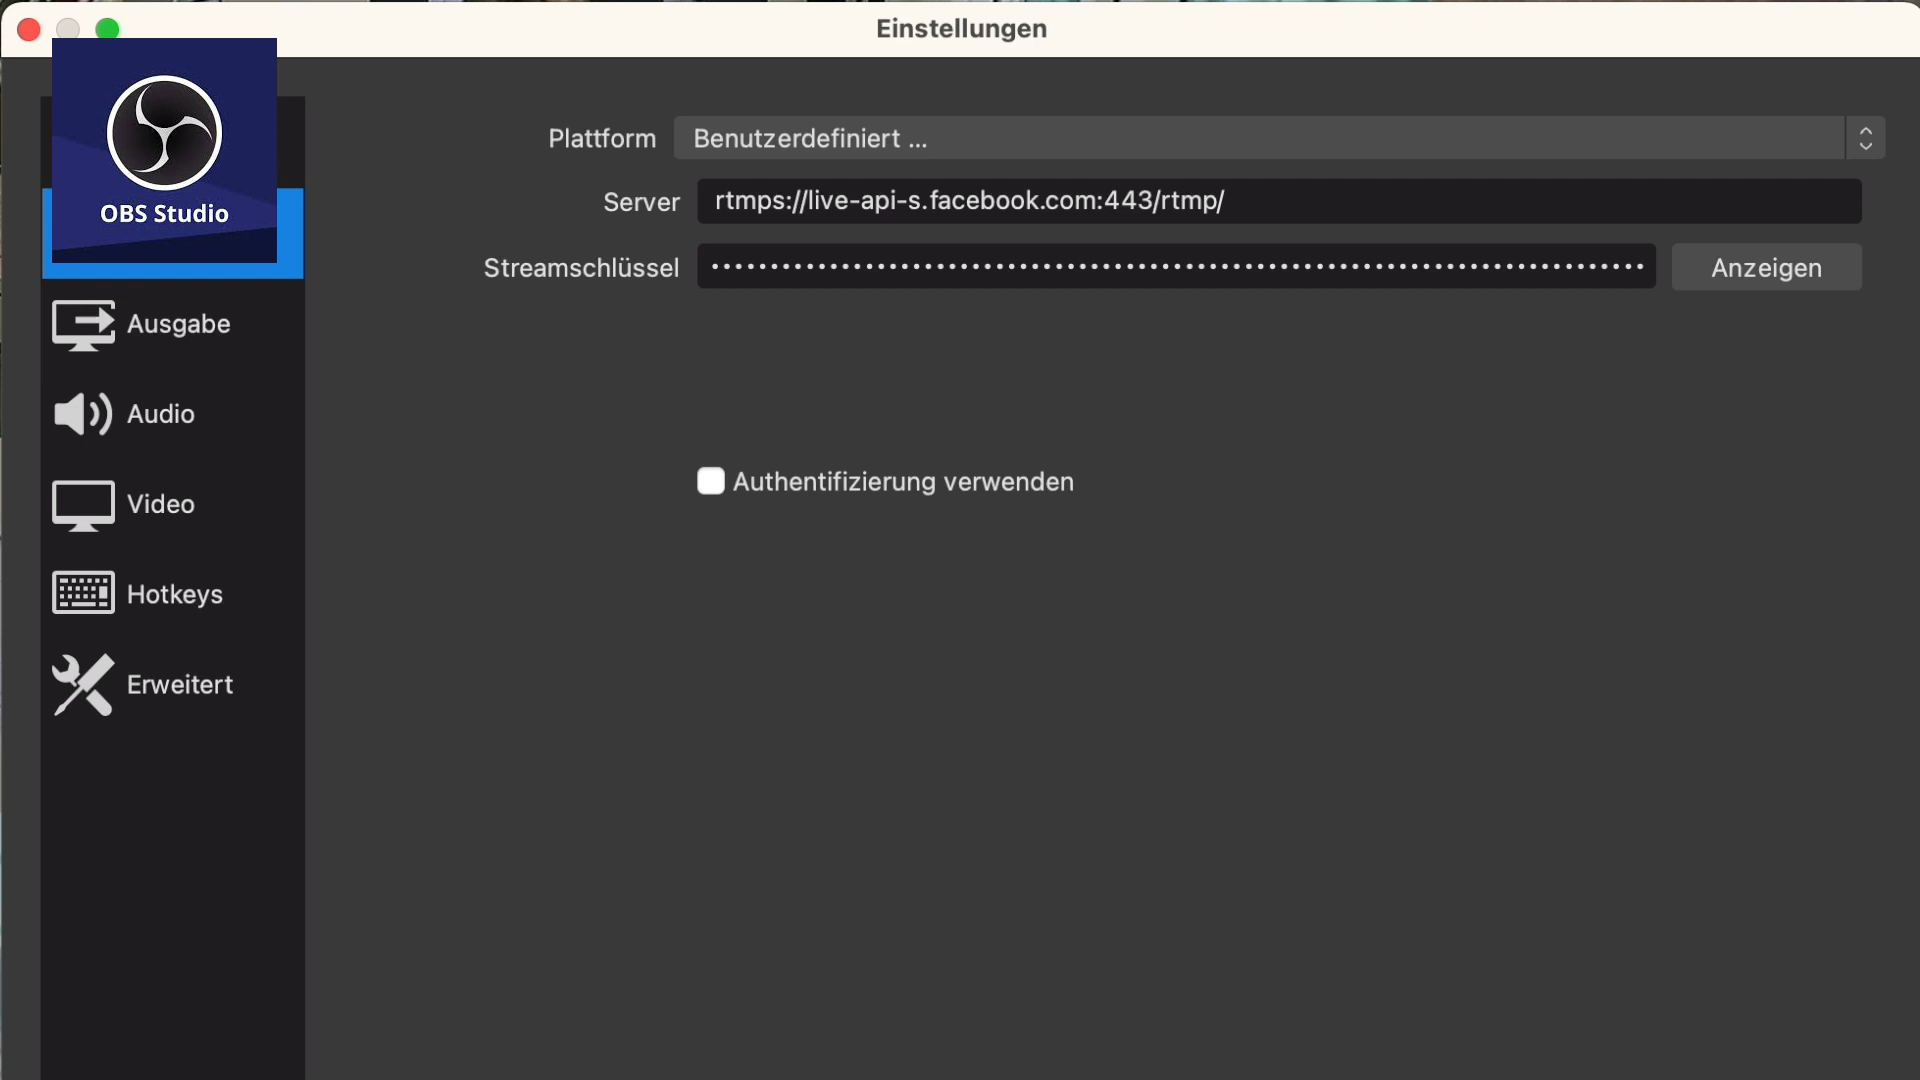 Einstellungen
OBS Studio
Plattform Benutzerdefiniert ...
Server rtmps://live-api-s.facebook.com:443/rtmp/
Streamschlüssel Anzeigen
Ausgabe
Audio
Authentifizierung verwenden
Video
Hotkeys
Erweitert